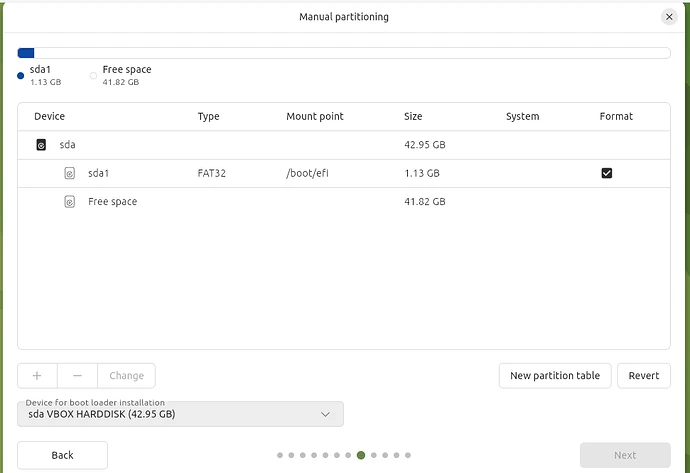 Manual partitioning
sda1
1.13 GB
Free space
41.82 GB
Device Type Mount point Size System Format
sda 42.95 GB
sda1 FAT32 /boot/efi 1.13 GB
Free space 41.82 GB
+ − Change
New partition table Revert
Device for boot loader installation
sda VBOX HARDDISK (42.95 GB)
Back Next